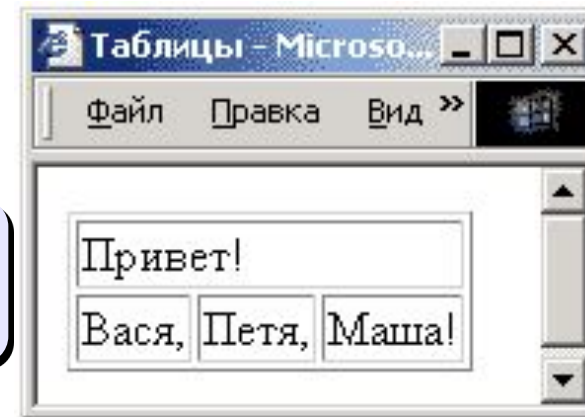 Таблицы - Microso...
Файл Правка Вид »
Привет!
Вася, Петя, Маша!